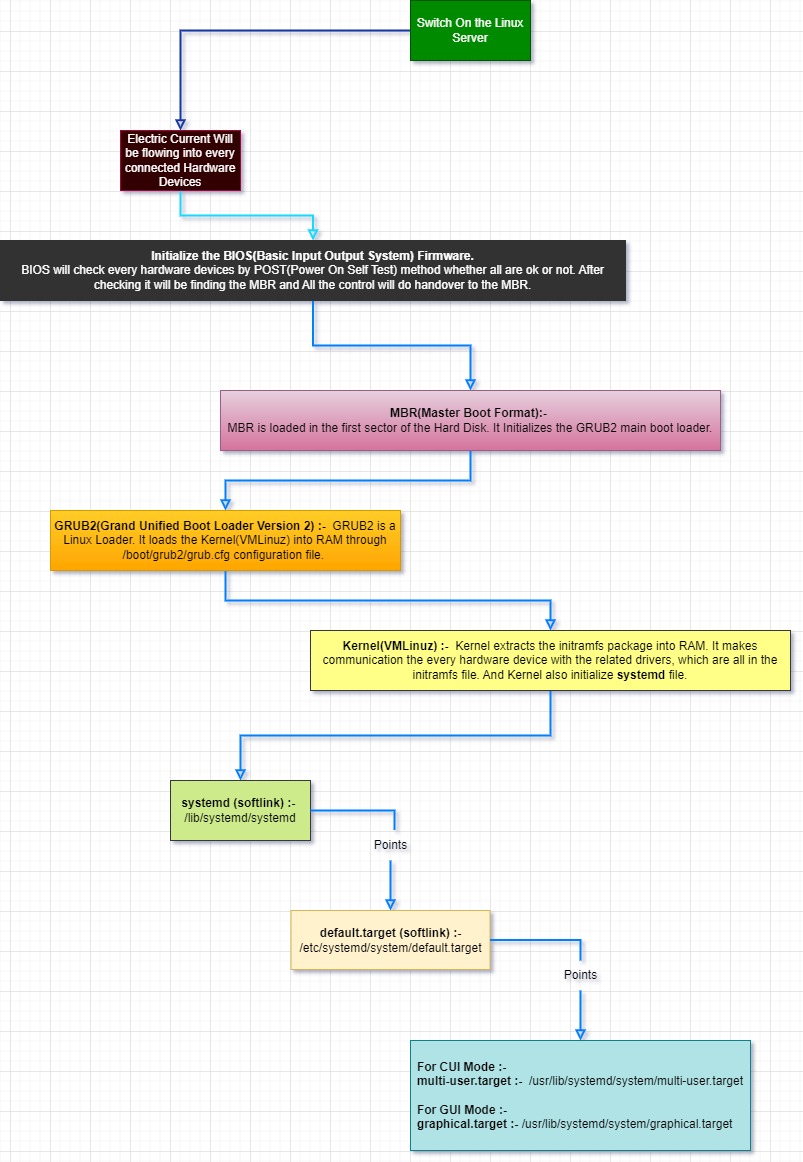 Switch On the Linux
Server
Electric Current Will
be flowing into every
connected Hardware
Devices
Initialize the BIOS(Basic Input Output System) Firmware.
BIOS will check every hardware devices by POST(Power On Self Test) method whether all are ok or not. After
checking it will be finding the MBR and All the control will do handover to the MBR.
MBR(Master Boot Format):-
MBR is loaded in the first sector of the Hard Disk. It Initializes the GRUB2 main boot loader.
GRUB2(Grand Unified Boot Loader Version 2) :- GRUB2 is a
Linux Loader. It loads the Kernel(VMLinuz) into RAM through
/boot/grub2/grub.cfg configuration file.
Kernel(VMLinuz) :- Kernel extracts the initramfs package into RAM. It makes
communication the every hardware device with the related drivers, which are all in the
initramfs file. And Kernel also initialize systemd file.
systemd (softlink) :-
/lib/systemd/systemd
Points
default.target (softlink) :-
/etc/systemd/system/default.target
Points
For CUI Mode :-
multi-user.target :- /usr/lib/systemd/system/multi-user.target
For GUI Mode :-
graphical.target :- /usr/lib/systemd/system/graphical.target